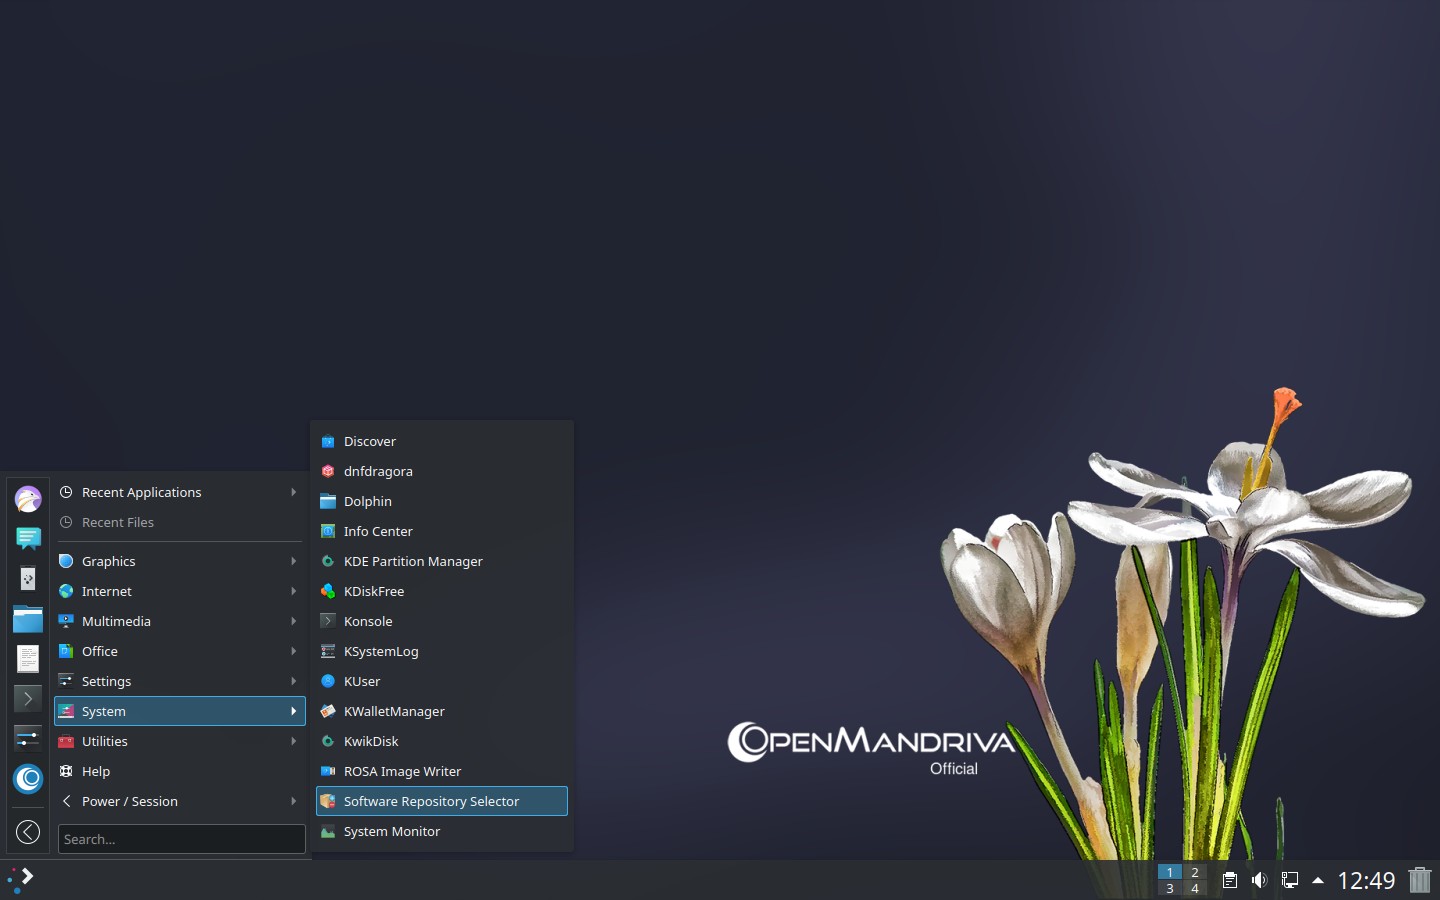 Discover
dnfdragora
Dolphin
Info Center
KDE Partition Manager
KDiskFree
Konsole
KSystemLog
KUser
KWalletManager
KwikDisk
ROSA Image Writer
Software Repository Selector
System Monitor
Recent Applications
Recent Files
Graphics
Internet
Multimedia
Office
Settings
System
Utilities
Help
Power / Session
Search...
OpenMandriva
Official
1 2
3 4
12:49